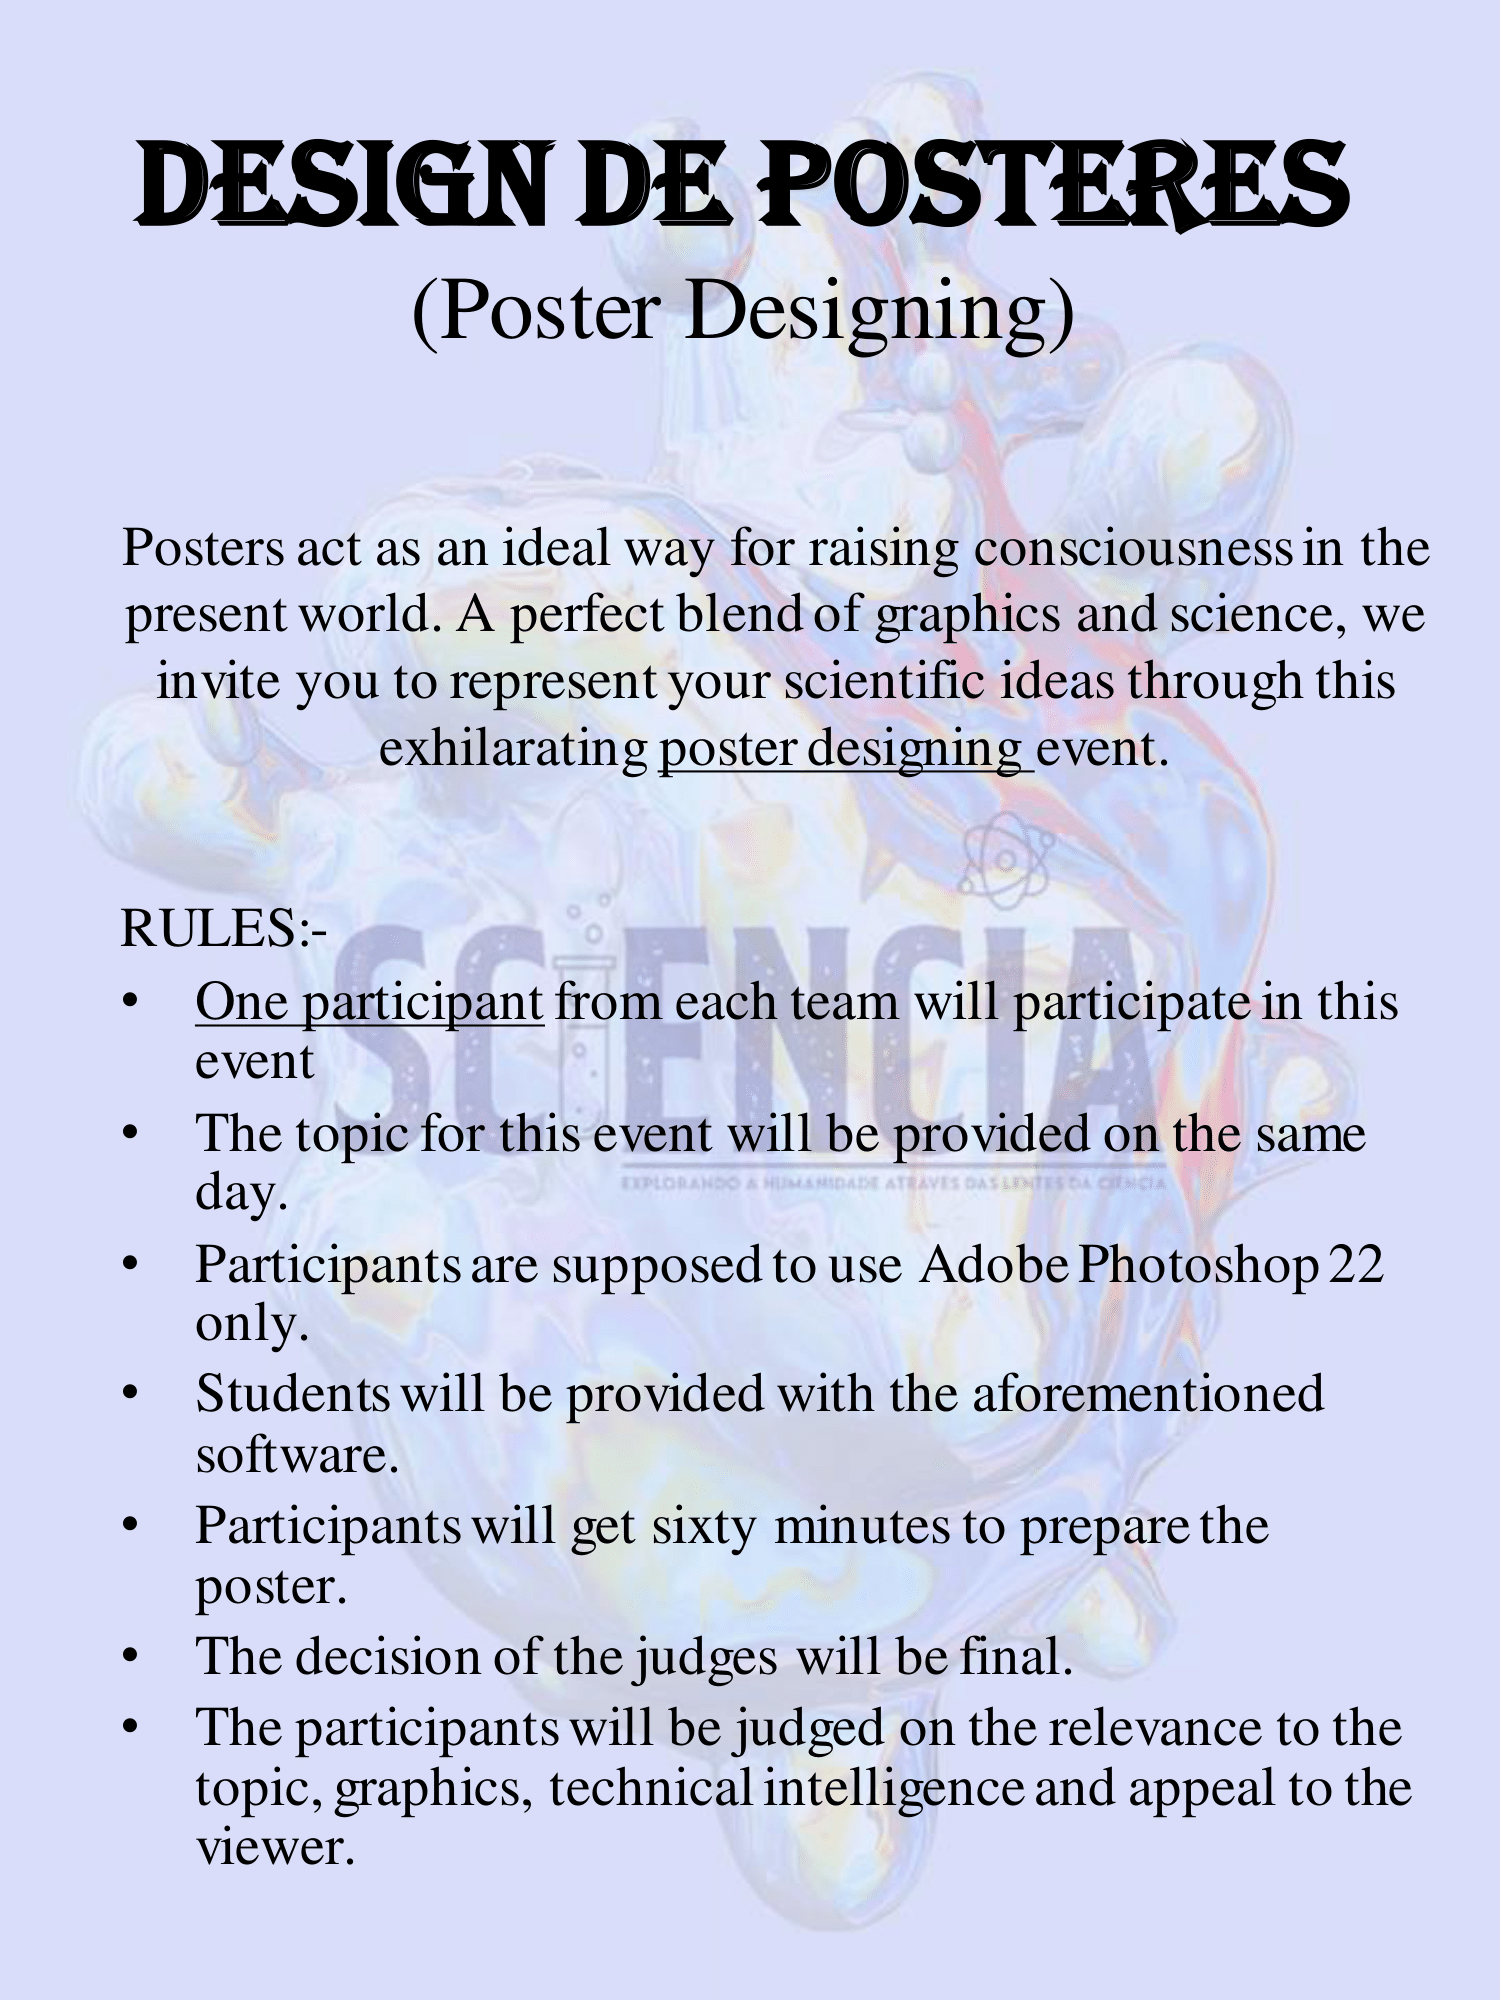 DESIGN DE POSTERES
(Poster Designing)
Posters act as an ideal way for raising consciousness in the
present world. A perfect blend of graphics and science, we
invite you to represent your scientific ideas through this
exhilarating poster designing event.
RULES:-
• One participant from each team will participate in this
event
• The topic for this event will be provided on the same
day.
• Participants are supposed to use Adobe Photoshop 22
only.
• Students will be provided with the aforementioned
software.
• Participants will get sixty minutes to prepare the
poster.
• The decision of the judges will be final.
• The participants will be judged on the relevance to the
topic, graphics, technical intelligence and appeal to the
viewer.
SCIENCIA
EXPLORANDO A HUMANIDADE ATRAVES DAS LENTES DA CIENCIA